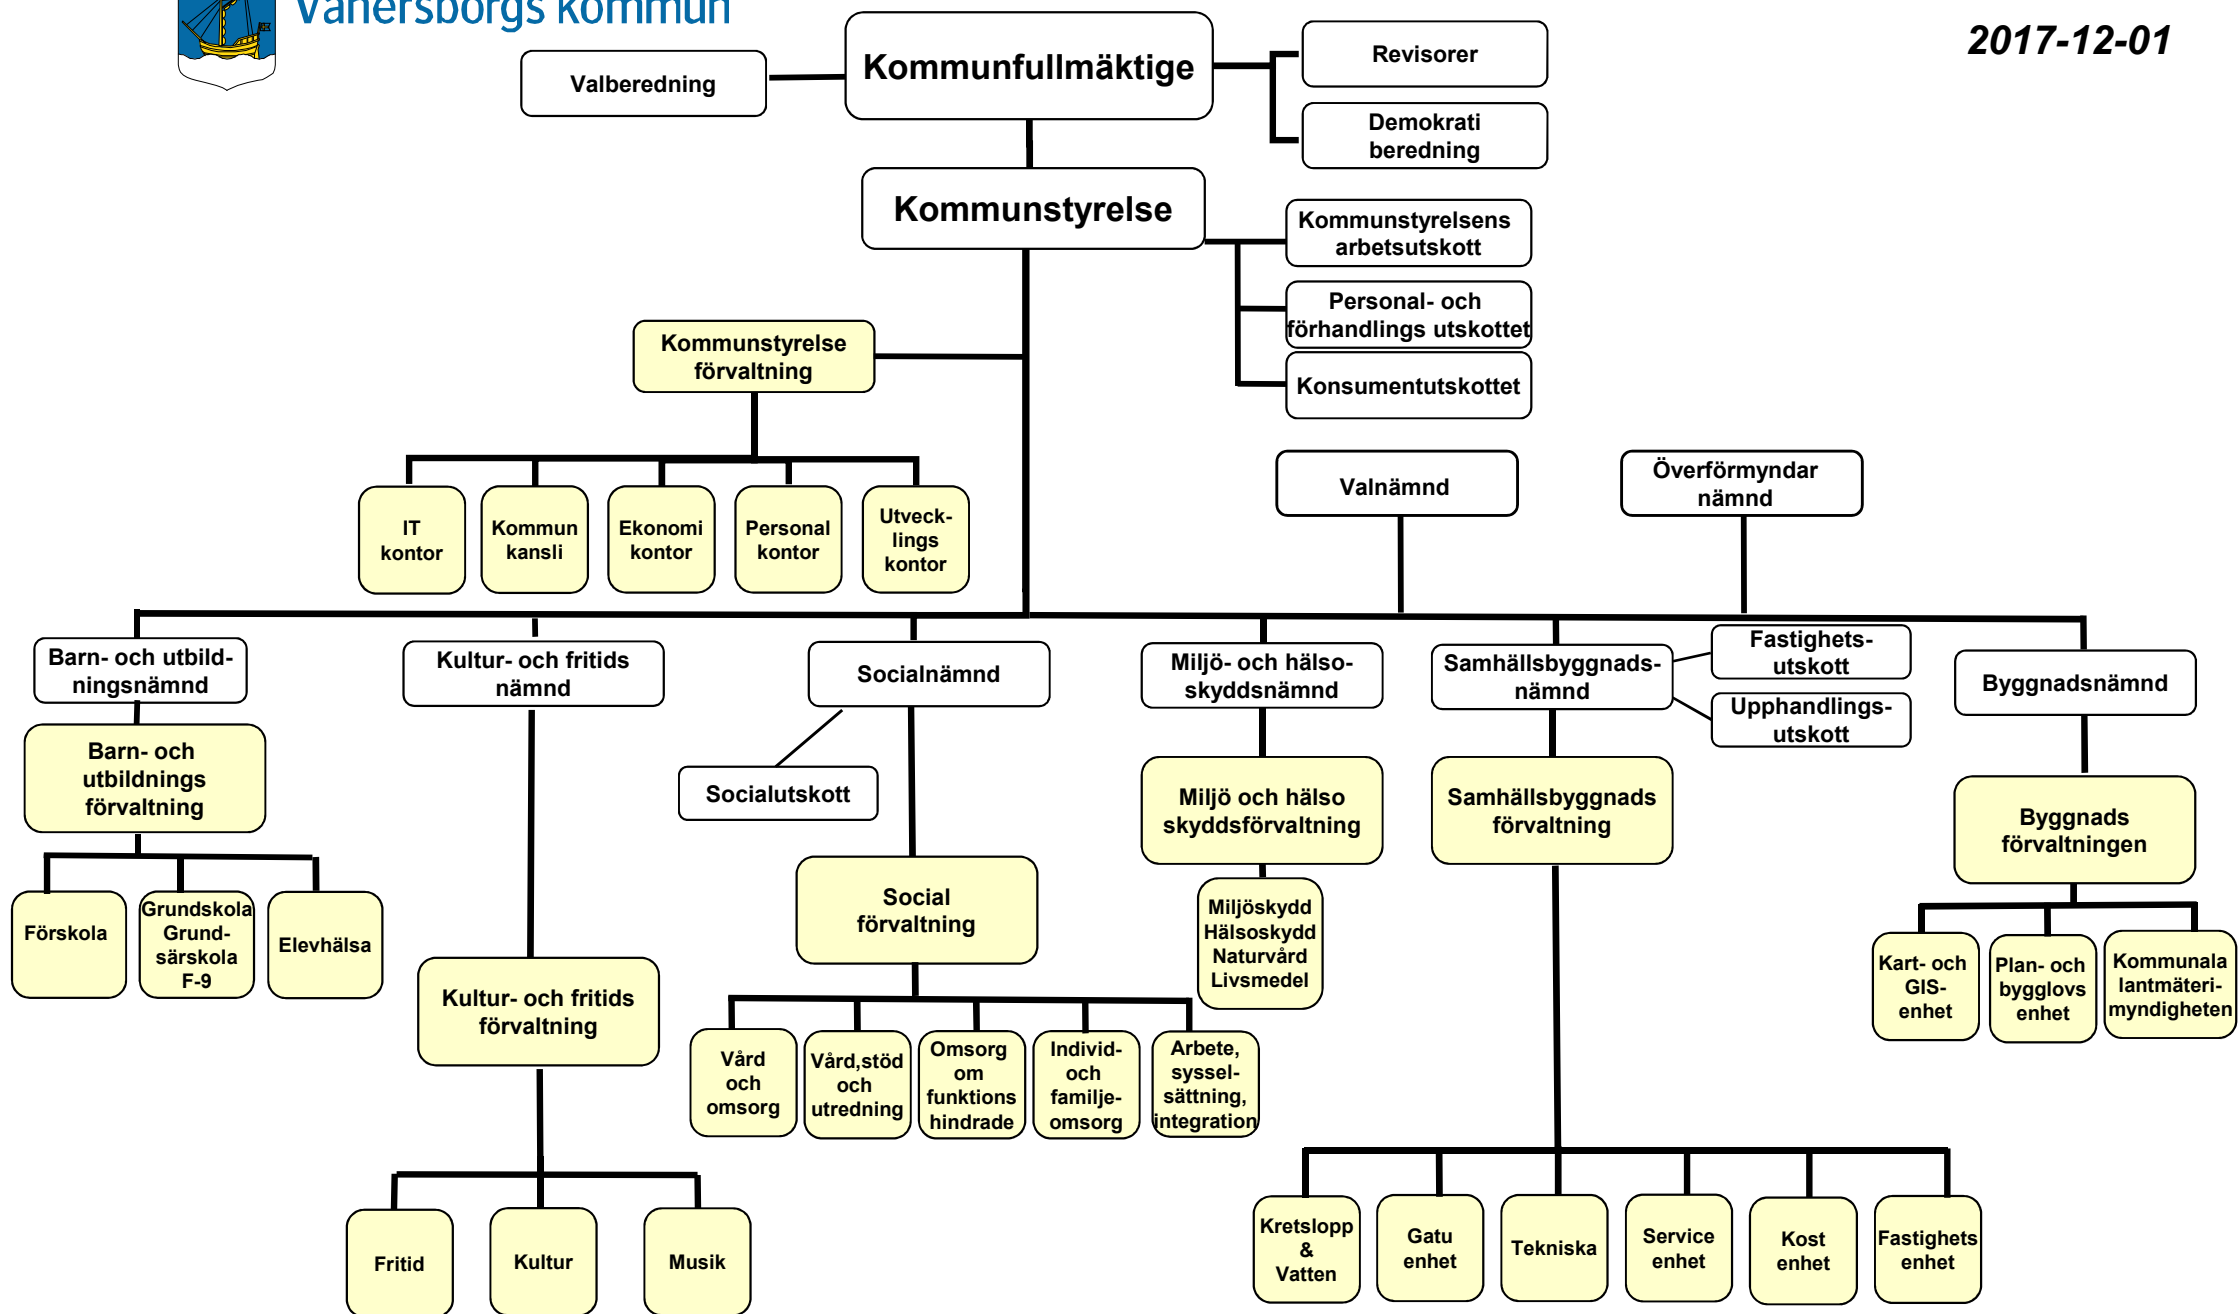 Vänersborgs kommun
2017-12-01
Kommunfullmäktige
Valberedning
Revisorer
Demokrati
beredning
Kommunstyrelse
Kommunstyrelsens
arbetsutskott
Personal- och
förhandlings utskottet
Konsumentutskottet
Kommunstyrelse
förvaltning
IT
kontor
Kommun
kansli
Ekonomi
kontor
Personal
kontor
Utveck-
lings
kontor
Valnämnd
Överförmyndar
nämnd
Barn- och utbild-
ningsnämnd
Kultur- och fritids
nämnd
Socialnämnd
Miljö- och hälso-
skyddsnämnd
Samhällsbyggnads-
nämnd
Fastighets-
utskott
Upphandlings-
utskott
Byggnadsnämnd
Barn- och
utbildnings
förvaltning
Socialutskott
Miljö och hälso
skyddsförvaltning
Samhällsbyggnads
förvaltning
Byggnads
förvaltningen
Förskola
Grundskola
Grund-
särskola
F-9
Elevhälsa
Kultur- och fritids
förvaltning
Social
förvaltning
Miljöskydd
Hälsoskydd
Naturvård
Livsmedel
Kart- och
GIS-
enhet
Plan- och
bygglovs
enhet
Kommunala
lantmäteri-
myndigheten
Vård
och
omsorg
Vård,stöd
och
utredning
Omsorg
om
funktions
hindrade
Individ-
och
familje-
omsorg
Arbete,
syssel-
sättning,
integration
Fritid
Kultur
Musik
Kretslopp
&
Vatten
Gatu
enhet
Tekniska
Service
enhet
Kost
enhet
Fastighets
enhet